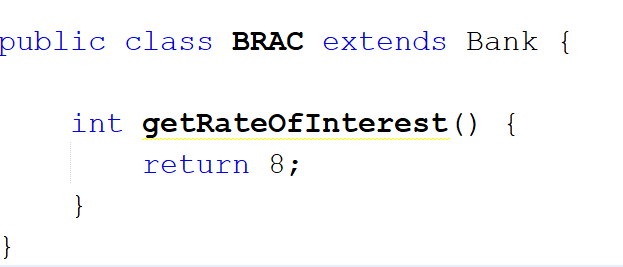 public class BRAC extends Bank {
int getRateOfInterest() {
return 8;
}
}